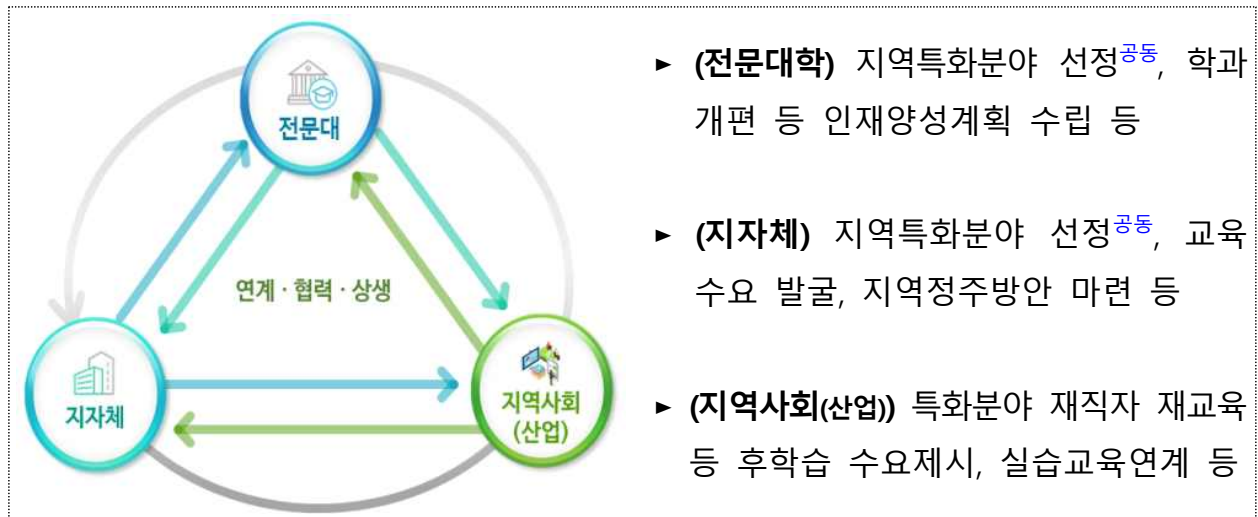 전문대
연계 · 협력 · 상생
지자체
지역사회
(산업)
► (전문대학) 지역특화분야 선정공동, 학과
개편 등 인재양성계획 수립 등
► (지자체) 지역특화분야 선정공동, 교육
수요 발굴, 지역정주방안 마련 등
► (지역사회(산업)) 특화분야 재직자 재교육
등 후학습 수요제시, 실습교육연계 등